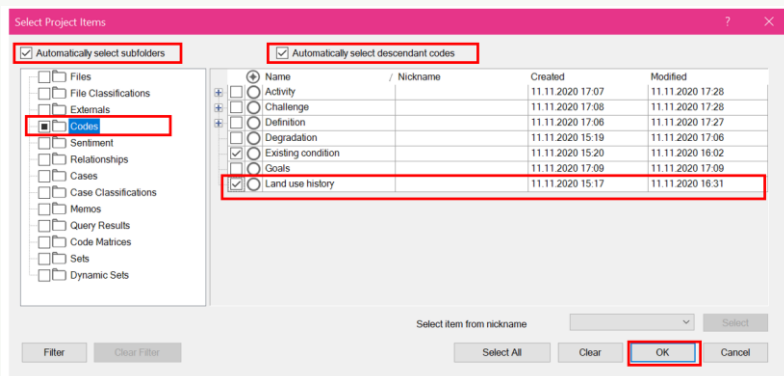 Select Project Items ? ×
Automatically select subfolders Automatically select descendant codes
Files
File Classifications
Externals
Codes
Sentiment
Relationships
Cases
Case Classifications
Memos
Query Results
Code Matrices
Sets
Dynamic Sets
Name / Nickname Created Modified
Activity 11.11.2020 17:07 11.11.2020 17:28
Challenge 11.11.2020 17:08 11.11.2020 17:28
Definition 11.11.2020 17:06 11.11.2020 17:27
Degradation 11.11.2020 15:19 11.11.2020 17:06
Existing condition 11.11.2020 15:20 11.11.2020 16:02
Goals 11.11.2020 17:09 11.11.2020 17:09
Land use history 11.11.2020 15:17 11.11.2020 16:31
Select item from nickname Select
Filter Clear Filter Select All Clear OK Cancel